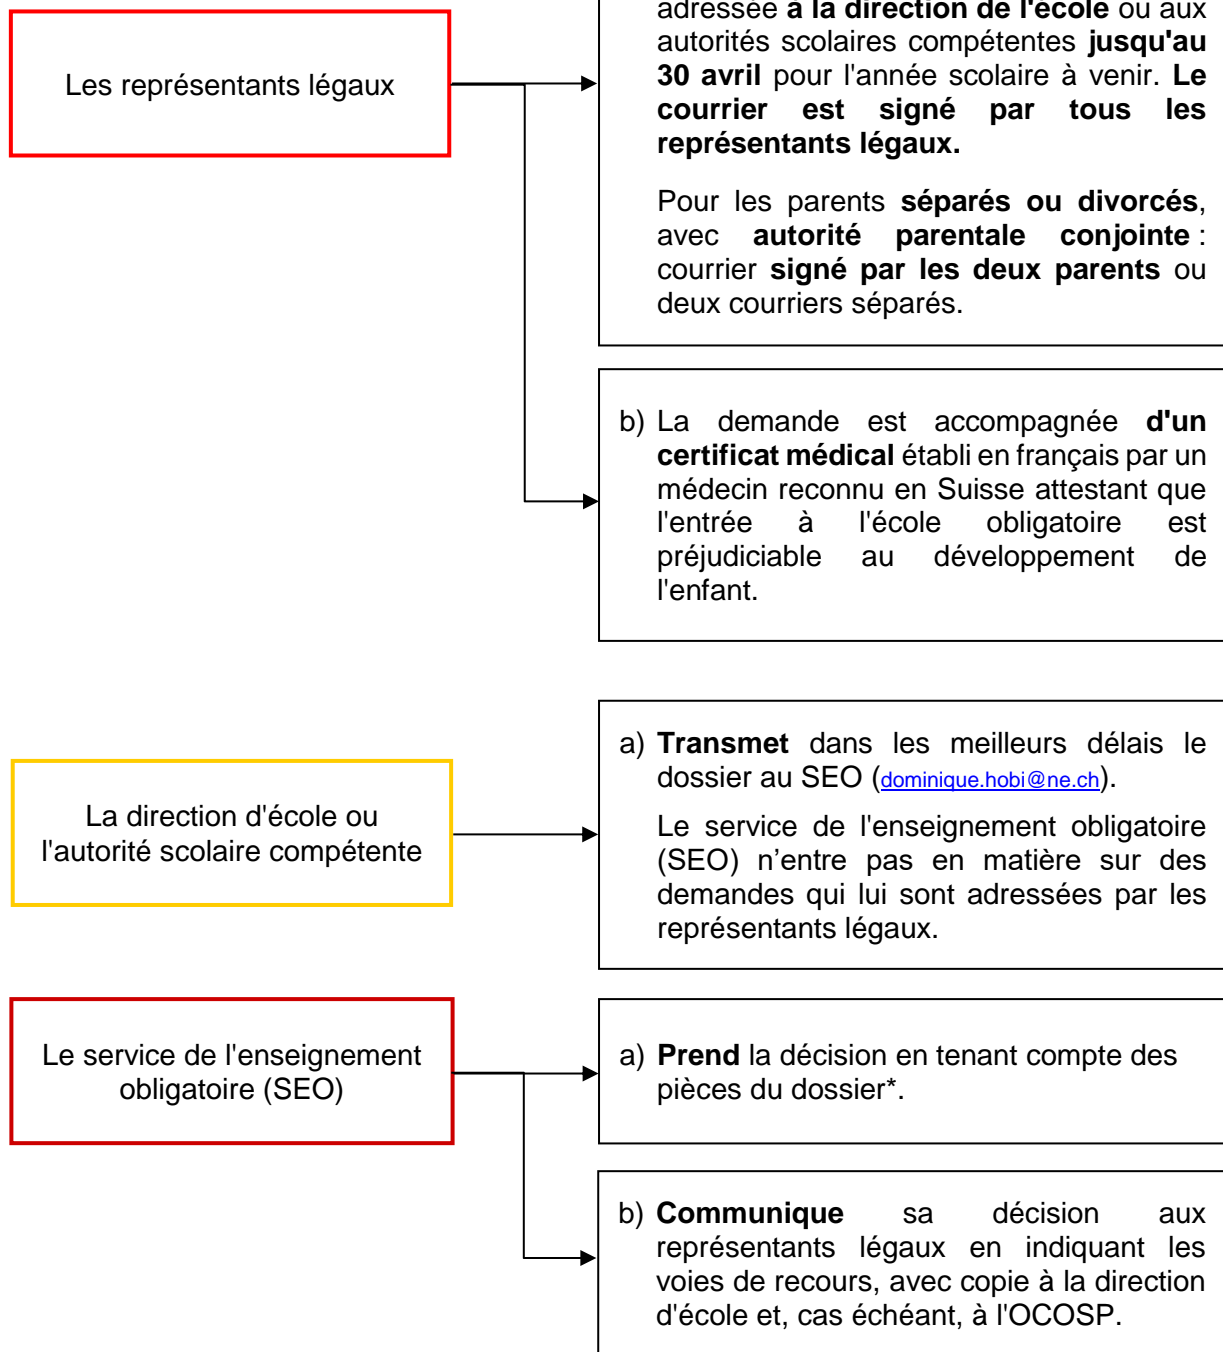 Les représentants légaux
adressée à la direction de l'école ou aux
autorités scolaires compétentes jusqu'au
30 avril pour l'année scolaire à venir. Le
courrier est signé par tous les
représentants légaux.
Pour les parents séparés ou divorcés,
avec autorité parentale conjointe :
courrier signé par les deux parents ou
deux courriers séparés.
b) La demande est accompagnée d'un
certificat médical établi en français par un
médecin reconnu en Suisse attestant que
l'entrée à l'école obligatoire est
préjudiciable au développement de
l'enfant.
La direction d'école ou
l'autorité scolaire compétente
a) Transmet dans les meilleurs délais le
dossier au SEO (dominique.hobi@ne.ch).
Le service de l'enseignement obligatoire
(SEO) n’entre pas en matière sur des
demandes qui lui sont adressées par les
représentants légaux.
Le service de l'enseignement
obligatoire (SEO)
a) Prend la décision en tenant compte des
pièces du dossier*.
b) Communique sa décision aux
représentants légaux en indiquant les
voies de recours, avec copie à la direction
d'école et, cas échéant, à l'OCOSP.